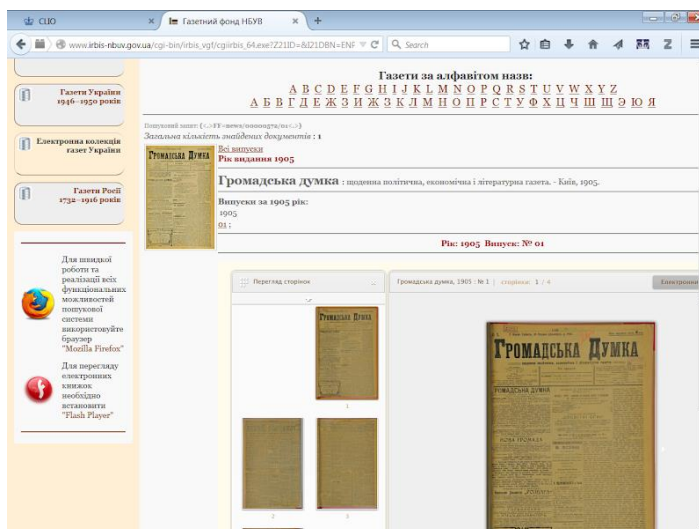 СЦІО
Газетний фонд НБУВ
www.irbis-nbuv.gov.ua/cgi-bin/irbis_vgf/cgiirbis_64.exe?Z21ID=&I21DBN=ENF
Search
Газети за алфавітом назв:
A B C D E F G H I J K L M N O P Q R S T U V W X Y Z
А Б В Г Д Е Ж З И Ж З К Л М Н О П Р С Т У Ф Х Ц Ч Ш Щ Э Ю Я
Газети України
1946–1950 років
Електронна колекція
газет України
Газети Росії
1732–1916 років
Для швидкої
роботи та
реалізації всіх
функціональних
можливостей
пошукової
системи
використовуйте
браузер
"Mozilla Firefox"
Для перегляду
електронних
книжок
необхідно
встановити
"Flash Player"
Загальна кількість знайдених документів : 1
Всі випуски
Рік видання 1905
Громадська думка : щоденна політична, економічна і літературна газета. - Київ, 1905.
Випуски за 1905 рік:
1905
01 ;
Рік: 1905 Випуск: № 01
Перегляд сторінок
Громадська думка, 1905 : № 1 | сторінка: 1 / 4
Громадська Думка
1
2
3
Громадська Думка